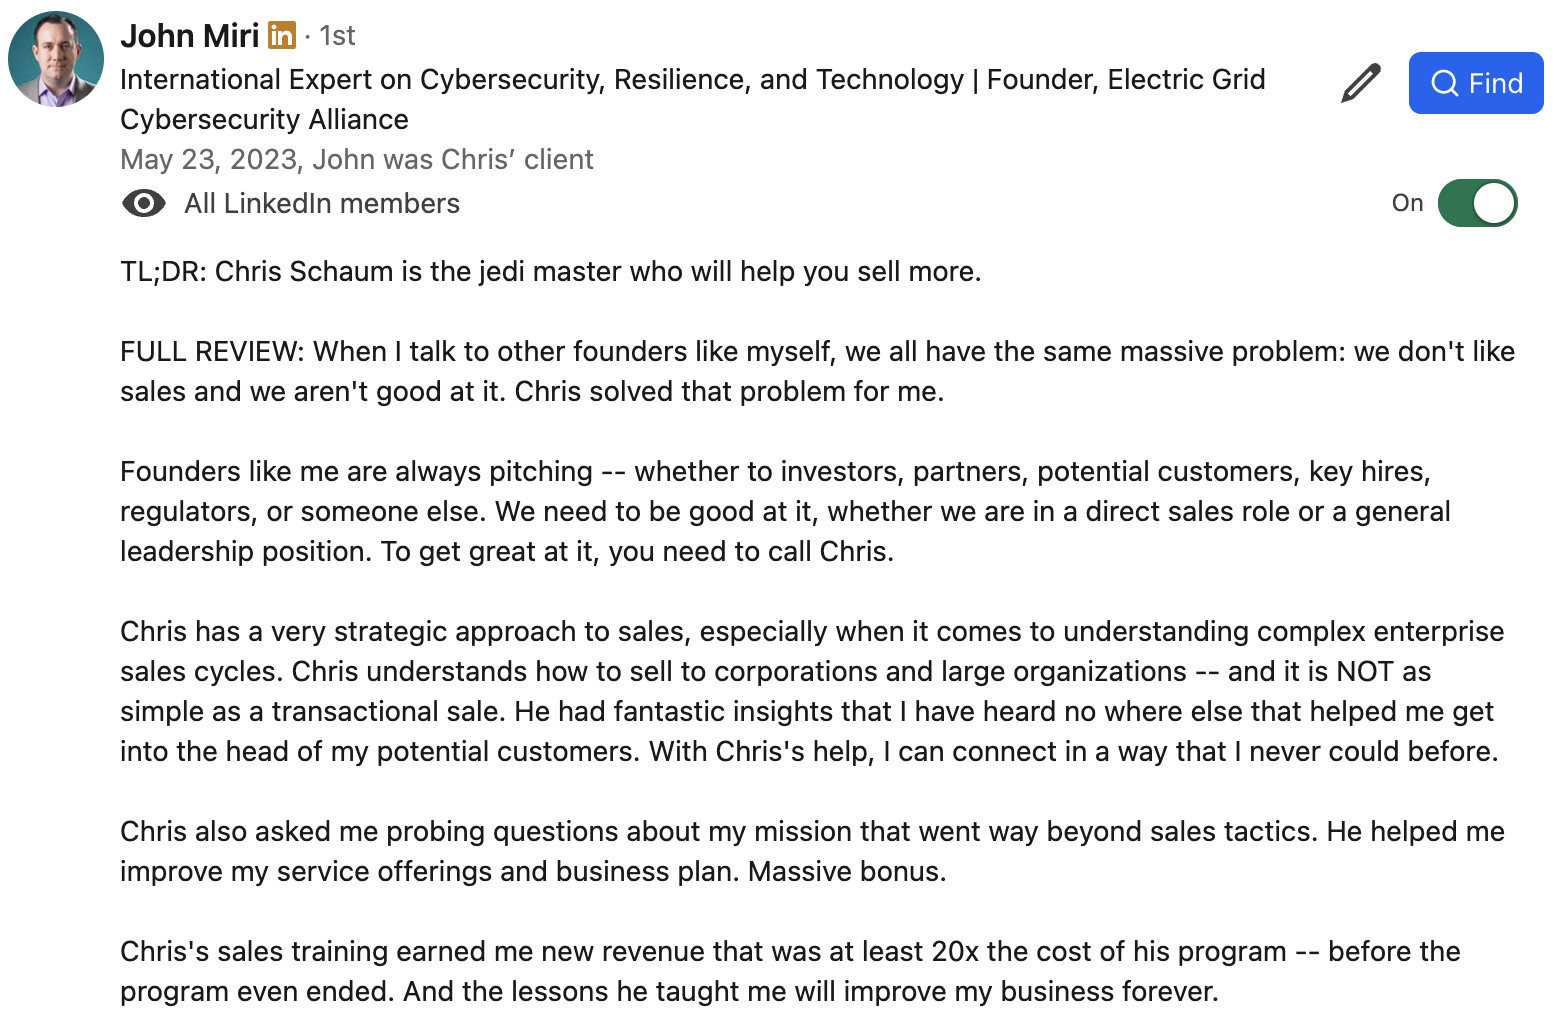 John Miri in · 1st
International Expert on Cybersecurity, Resilience, and Technology | Founder, Electric Grid
Cybersecurity Alliance
Find
May 23, 2023, John was Chris’ client
All LinkedIn members
On
TL;DR: Chris Schaum is the jedi master who will help you sell more.
FULL REVIEW: When I talk to other founders like myself, we all have the same massive problem: we don't like
sales and we aren't good at it. Chris solved that problem for me.
Founders like me are always pitching -- whether to investors, partners, potential customers, key hires,
regulators, or someone else. We need to be good at it, whether we are in a direct sales role or a general
leadership position. To get great at it, you need to call Chris.
Chris has a very strategic approach to sales, especially when it comes to understanding complex enterprise
sales cycles. Chris understands how to sell to corporations and large organizations -- and it is NOT as
simple as a transactional sale. He had fantastic insights that I have heard no where else that helped me get
into the head of my potential customers. With Chris's help, I can connect in a way that I never could before.
Chris also asked me probing questions about my mission that went way beyond sales tactics. He helped me
improve my service offerings and business plan. Massive bonus.
Chris's sales training earned me new revenue that was at least 20x the cost of his program -- before the
program even ended. And the lessons he taught me will improve my business forever.